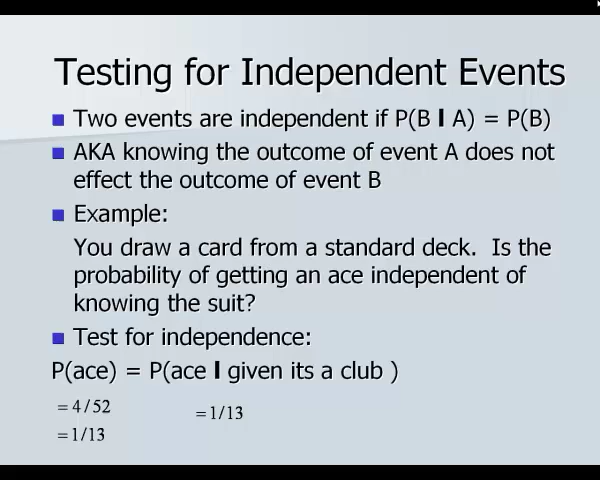 Testing for Independent Events
Two events are independent if P(B l A) = P(B)
AKA knowing the outcome of event A does not
effect the outcome of event B
Example:
You draw a card from a standard deck. Is the
probability of getting an ace independent of
knowing the suit?
Test for independence:
P(ace) = P(ace l given its a club )
= 4/52
= 1/13
= 1/13